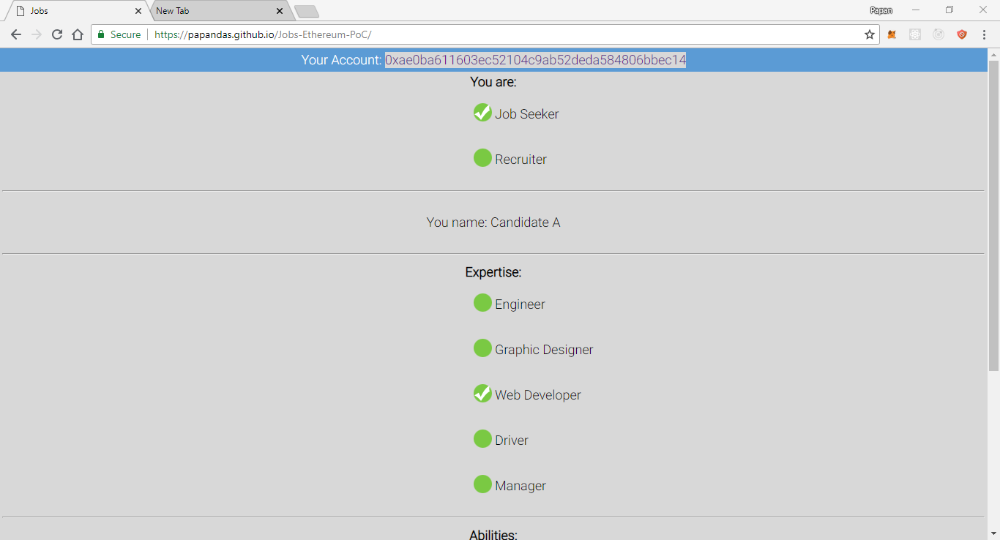 Jobs
New Tab
Papan
Secure
https://papandas.github.io/Jobs-Ethereum-PoC/
Your Account: 0xae0ba611603ec52104c9ab52deda584806bbec14
You are:
Job Seeker
Recruiter
You name: Candidate A
Expertise:
Engineer
Graphic Designer
Web Developer
Driver
Manager
Abilities: